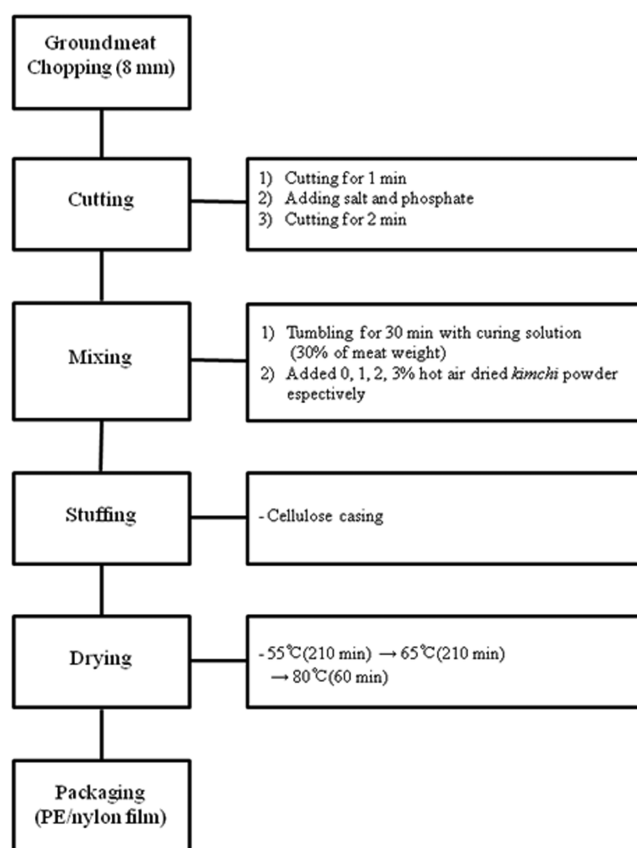 Groundmeat
Chopping (8 mm)
Cutting
1) Cutting for 1 min
2) Adding salt and phosphate
3) Cutting for 2 min
Mixing
1) Tumbling for 30 min with curing solution
(30% of meat weight)
2) Added 0, 1, 2, 3% hot air dried kimchi powder
espectively
Stuffing
- Cellulose casing
Drying
- 55℃(210 min) → 65℃(210 min)
→ 80℃(60 min)
Packaging
(PE/nylon film)